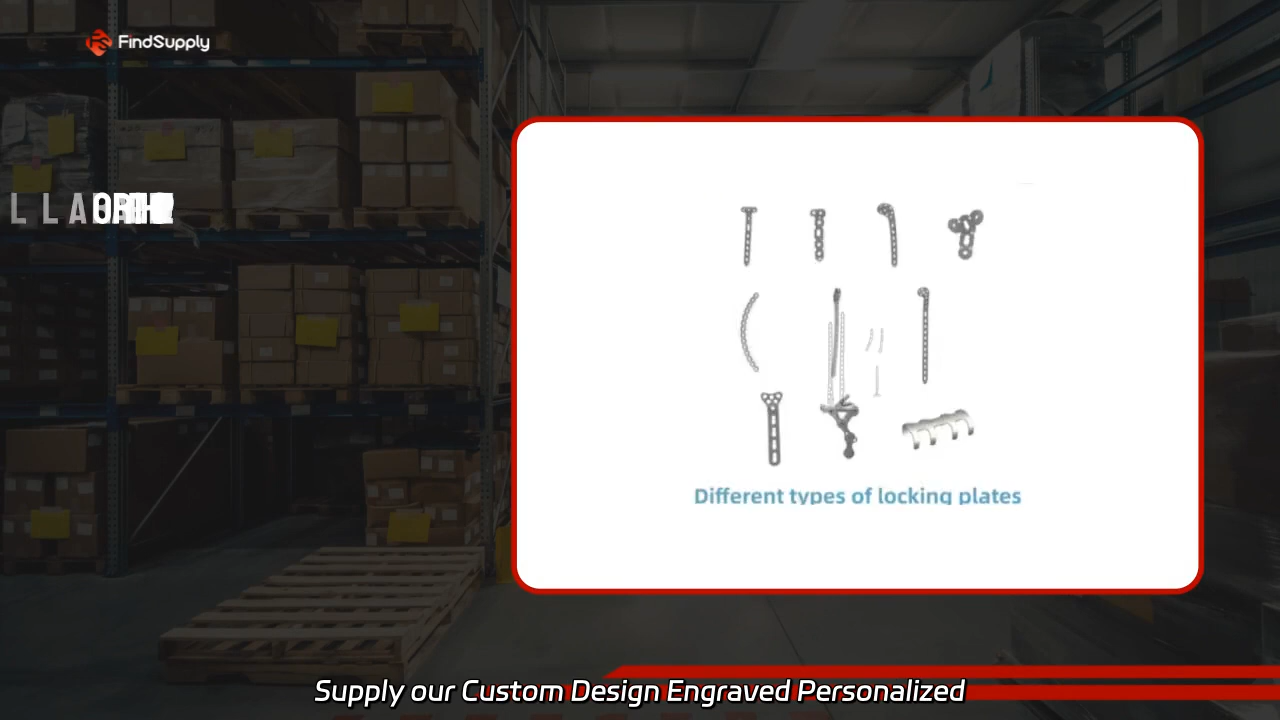 FindSupply
Different types of locking plates
Supply our Custom Design Engraved Personalized